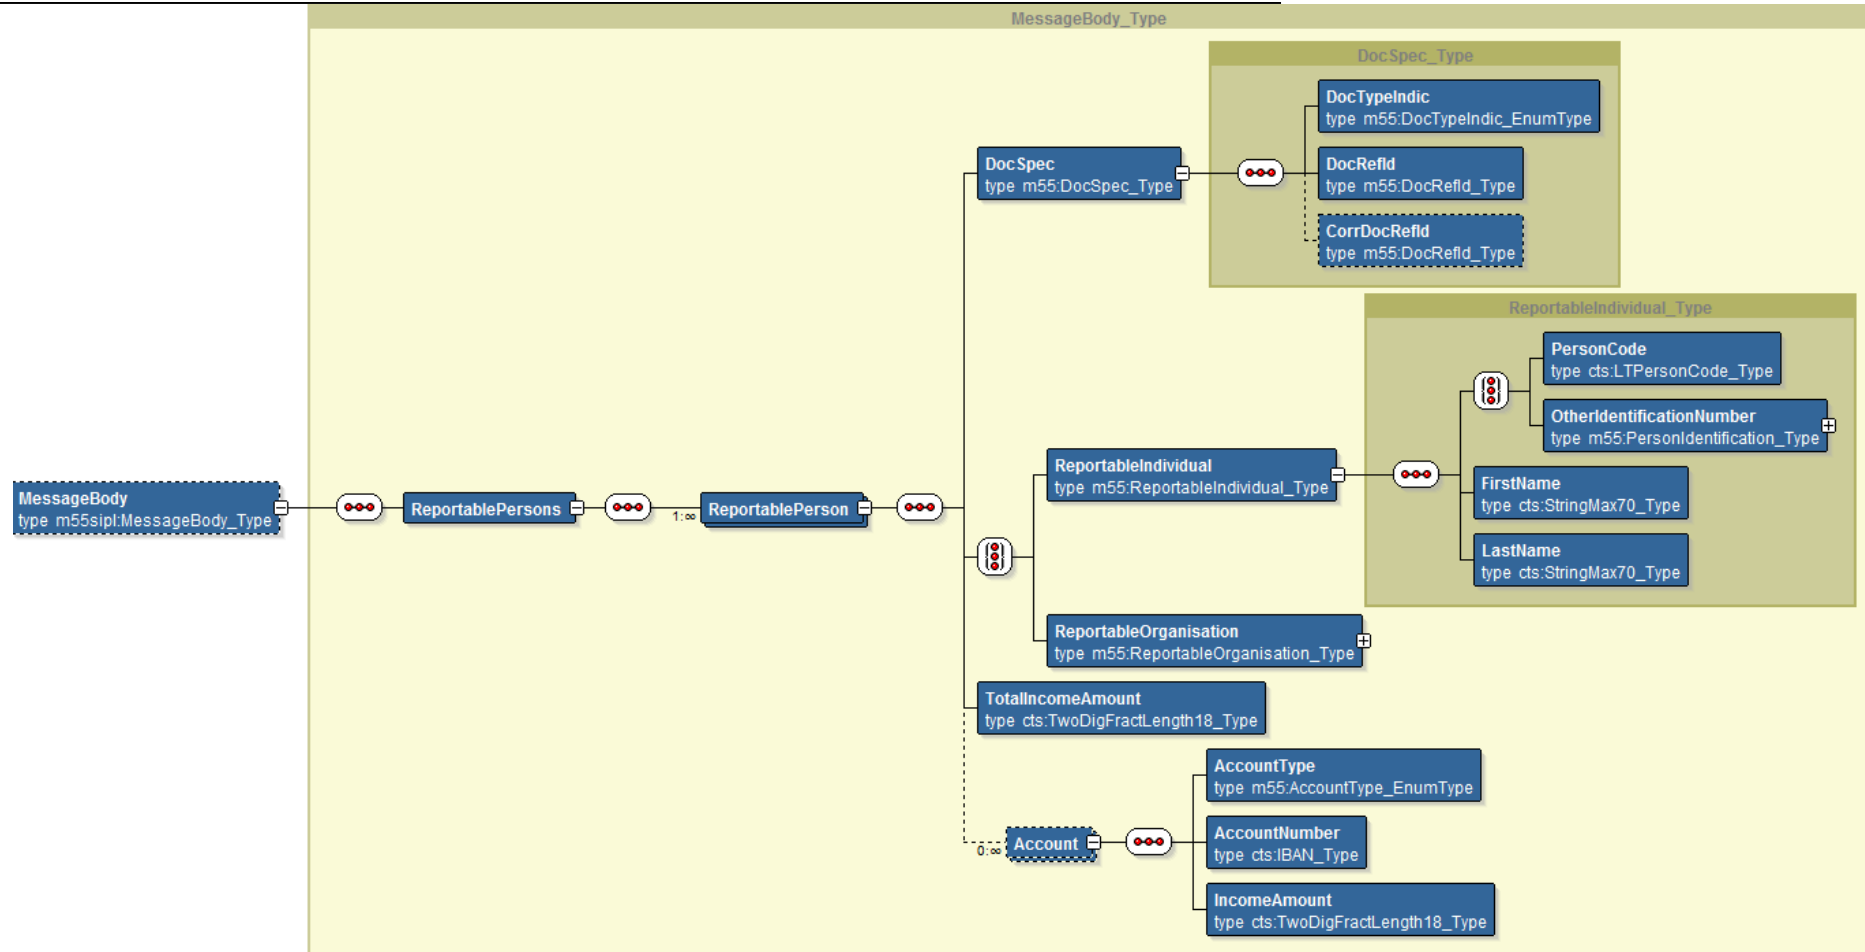 MessageBody_Type
DocSpec_Type
DocTypeIndic
type m55:DocTypeIndic_EnumType
DocSpec
type m55:DocSpec_Type
DocRefId
type m55:DocRefId_Type
CorrDocRefId
type m55:DocRefId_Type
ReportableIndividual_Type
PersonCode
type cts:LTPersonCode_Type
OtherIdentificationNumber
type m55:PersonIdentification_Type
ReportableIndividual
type m55:ReportableIndividual_Type
FirstName
type cts:StringMax70_Type
LastName
type cts:StringMax70_Type
MessageBody
type m55sipl:MessageBody_Type
ReportablePersons
1:∞
ReportablePerson
ReportableOrganisation
type m55:ReportableOrganisation_Type
TotalIncomeAmount
type cts:TwoDigFractLength18_Type
AccountType
type m55:AccountType_EnumType
0:∞
Account
AccountNumber
type cts:IBAN_Type
IncomeAmount
type cts:TwoDigFractLength18_Type